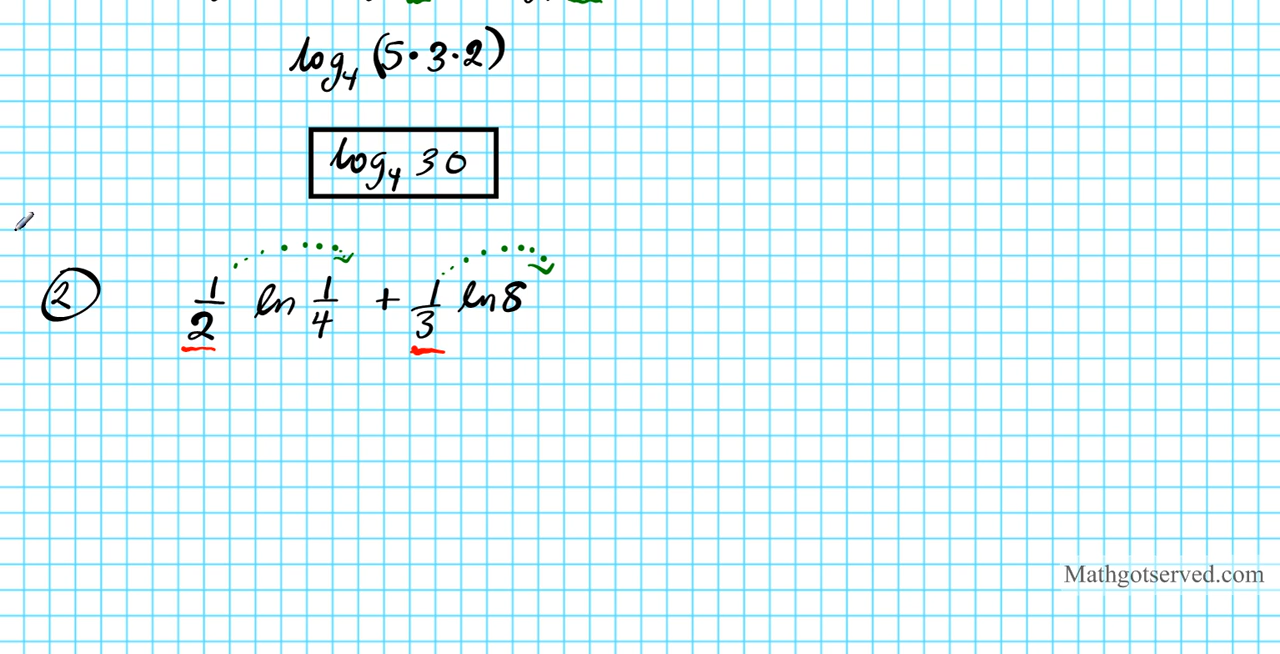 log₄ (5·3·2)
log₄ 30
② 1/2 ln 1/4 + 1/3 ln 8
Mathgotserved.com